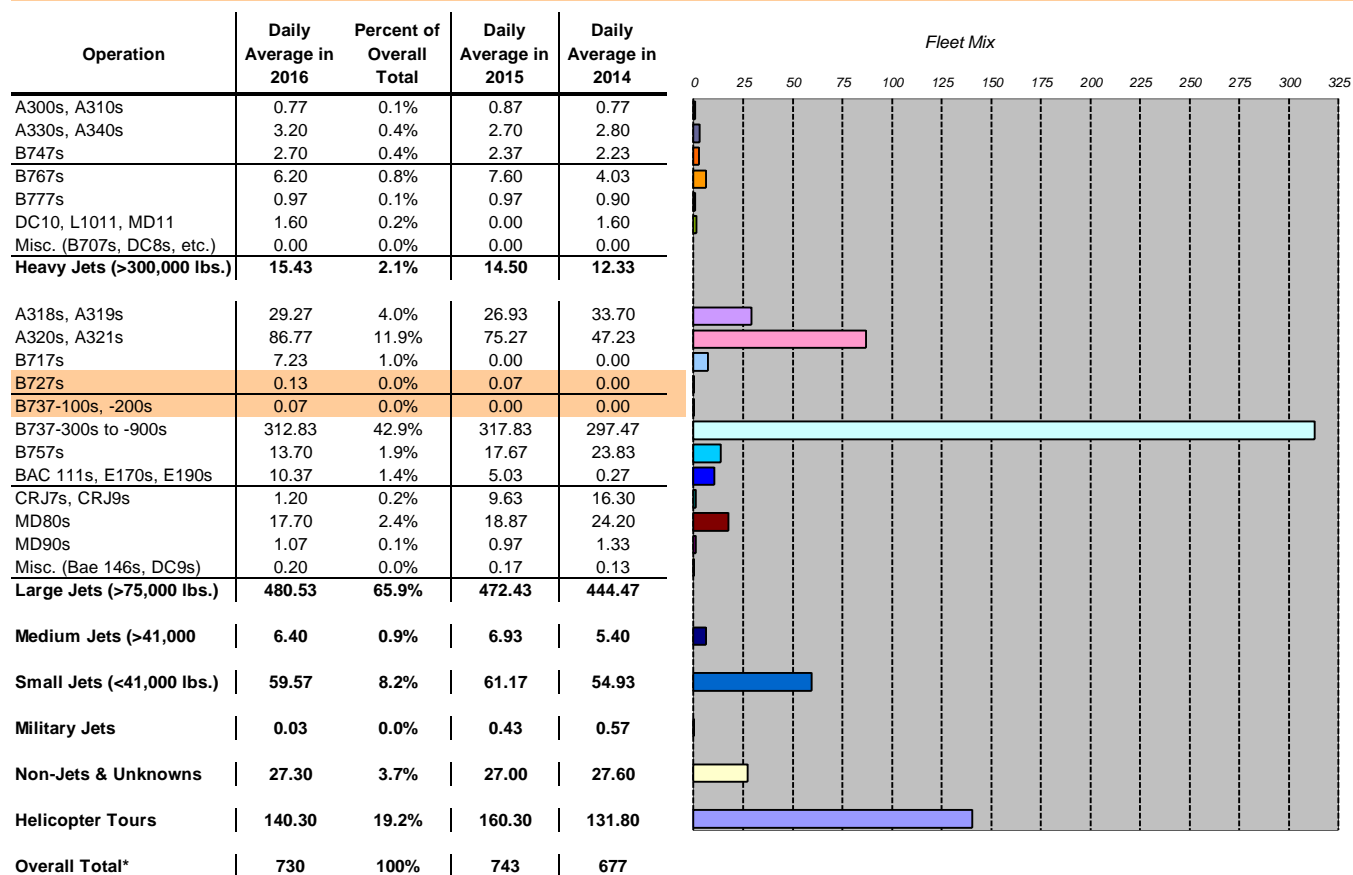 Operation Daily Average in 2016 Percent of Overall Total Daily Average in 2015 Daily Average in 2014
Fleet Mix
0 25 50 75 100 125 150 175 200 225 250 275 300 325
A300s, A310s 0.77 0.1% 0.87 0.77
A330s, A340s 3.20 0.4% 2.70 2.80
B747s 2.70 0.4% 2.37 2.23
B767s 6.20 0.8% 7.60 4.03
B777s 0.97 0.1% 0.97 0.90
DC10, L1011, MD11 1.60 0.2% 0.00 1.60
Misc. (B707s, DC8s, etc.) 0.00 0.0% 0.00 0.00
Heavy Jets (>300,000 lbs.) 15.43 2.1% 14.50 12.33
A318s, A319s 29.27 4.0% 26.93 33.70
A320s, A321s 86.77 11.9% 75.27 47.23
B717s 7.23 1.0% 0.00 0.00
B727s 0.13 0.0% 0.07 0.00
B737-100s, -200s 0.07 0.0% 0.00 0.00
B737-300s to -900s 312.83 42.9% 317.83 297.47
B757s 13.70 1.9% 17.67 23.83
BAC 111s, E170s, E190s 10.37 1.4% 5.03 0.27
CRJ7s, CRJ9s 1.20 0.2% 9.63 16.30
MD80s 17.70 2.4% 18.87 24.20
MD90s 1.07 0.1% 0.97 1.33
Misc. (Bae 146s, DC9s) 0.20 0.0% 0.17 0.13
Large Jets (>75,000 lbs.) 480.53 65.9% 472.43 444.47
Medium Jets (>41,000 6.40 0.9% 6.93 5.40
Small Jets (<41,000 lbs.) 59.57 8.2% 61.17 54.93
Military Jets 0.03 0.0% 0.43 0.57
Non-Jets & Unknowns 27.30 3.7% 27.00 27.60
Helicopter Tours 140.30 19.2% 160.30 131.80
Overall Total* 730 100% 743 677